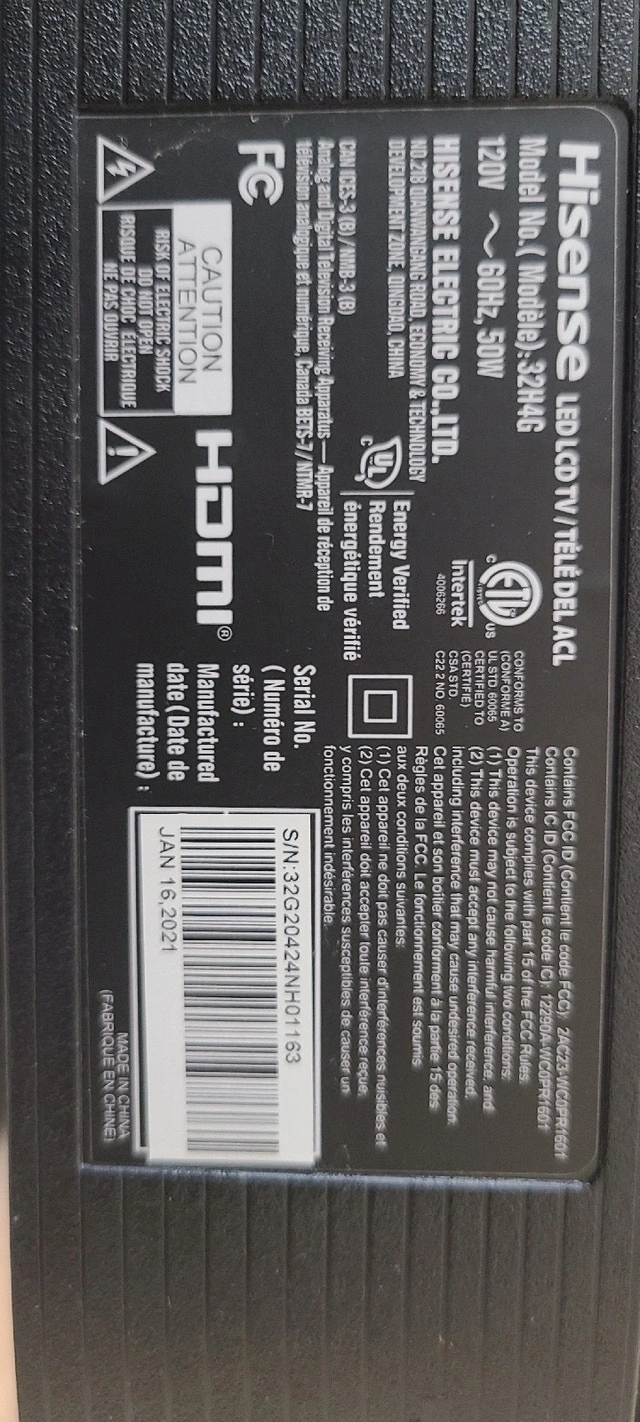 Hisense LED LCD TV / TÉLÉ DEL ACL
Model No.( Modèle):32H4G
120V ～ 60Hz, 50W
HISENSE ELECTRIC CO.,LTD.
NO.218 QIANWANGANG ROAD, ECONOMY & TECHNOLOGY
DEVELOPMENT ZONE, QINGDAO, CHINA
CAN ICES-3 (B) / NMB-3 (B)
Analog and Digital Television Receiving Apparatus — Appareil de réception de
télévision analogique et numérique, Canada BETS-7 / NTMR-7
FC
CAUTION
ATTENTION
RISK OF ELECTRIC SHOCK
DO NOT OPEN
RISQUE DE CHOC ÉLECTRIQUE
NE PAS OUVRIR
HDMI®
c UL
Energy Verified
Rendement
énergétique vérifié
c ETL us
LISTED
Intertek
4006266
CONFORMS TO
(CONFORME A)
UL STD. 60065
CERTIFIED TO
(CERTIFIE)
CSA STD.
C22.2 NO. 60065
Contains FCC ID (Contient le code FCC): 2AC23-WC0PR1601
Contains IC ID (Contient le code IC): 12290A-WC0PR1601
This device complies with part 15 of the FCC Rules.
Operation is subject to the following two conditions:
(1) This device may not cause harmful interference, and
(2) This device must accept any interference received,
including interference that may cause undesired operation.
Cet appareil et son boîtier conforment à la partie 15 des
Règles de la FCC. Le fonctionnement est soumis
aux deux conditions suivantes:
(1) Cet appareil ne doit pas causer d'interférences nuisibles et
(2) Cet appareil doit accepter toute interférence reçue,
y compris les interférences susceptibles de causer un
fonctionnement indésirable.
Serial No.
( Numéro de
série) :
S/N:32G20424NH01163
Manufactured
date ( Date de
manufacture) :
JAN 16,2021
MADE IN CHINA
(FABRIQUÉ EN CHINE)